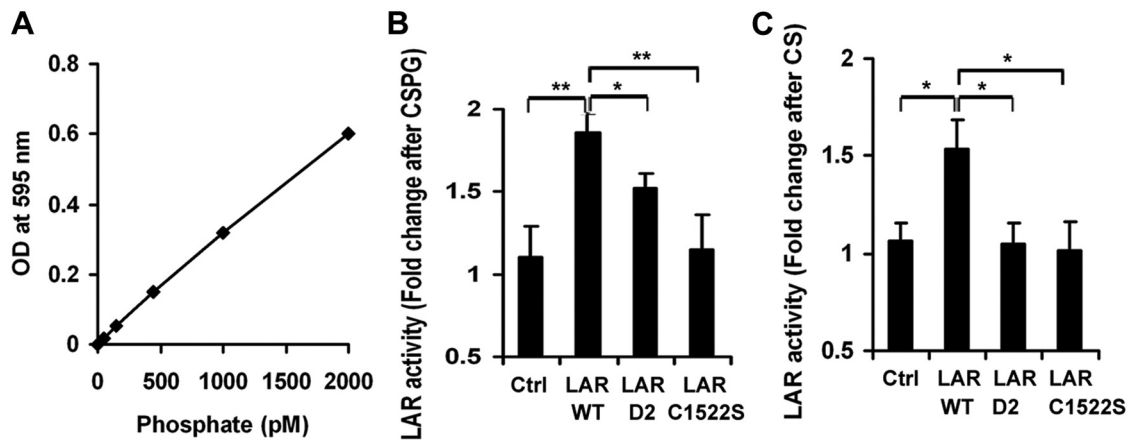 A
OD at 595 nm
0.8
0.6
0.4
0.2
0
0
500
1000
1500
2000
Phosphate (pM)
B
LAR activity (Fold change after CSPG)
2
1.5
1
0.5
**
**
*
Ctrl
LAR WT
LAR D2
LAR C1522S
C
LAR activity (Fold change after CS)
2
1.5
1
0.5
*
*
*
Ctrl
LAR WT
LAR D2
LAR C1522S